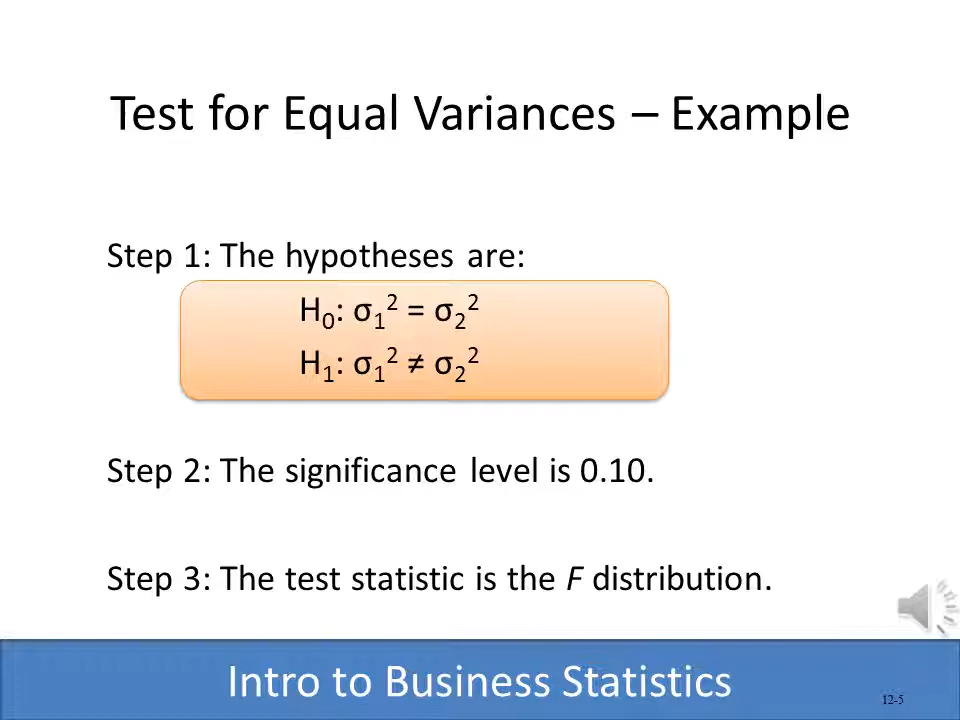 Test for Equal Variances – Example
Step 1: The hypotheses are:
H₀: σ₁² = σ₂²
H₁: σ₁² ≠ σ₂²
Step 2: The significance level is 0.10.
Step 3: The test statistic is the F distribution.
Intro to Business Statistics
12-5